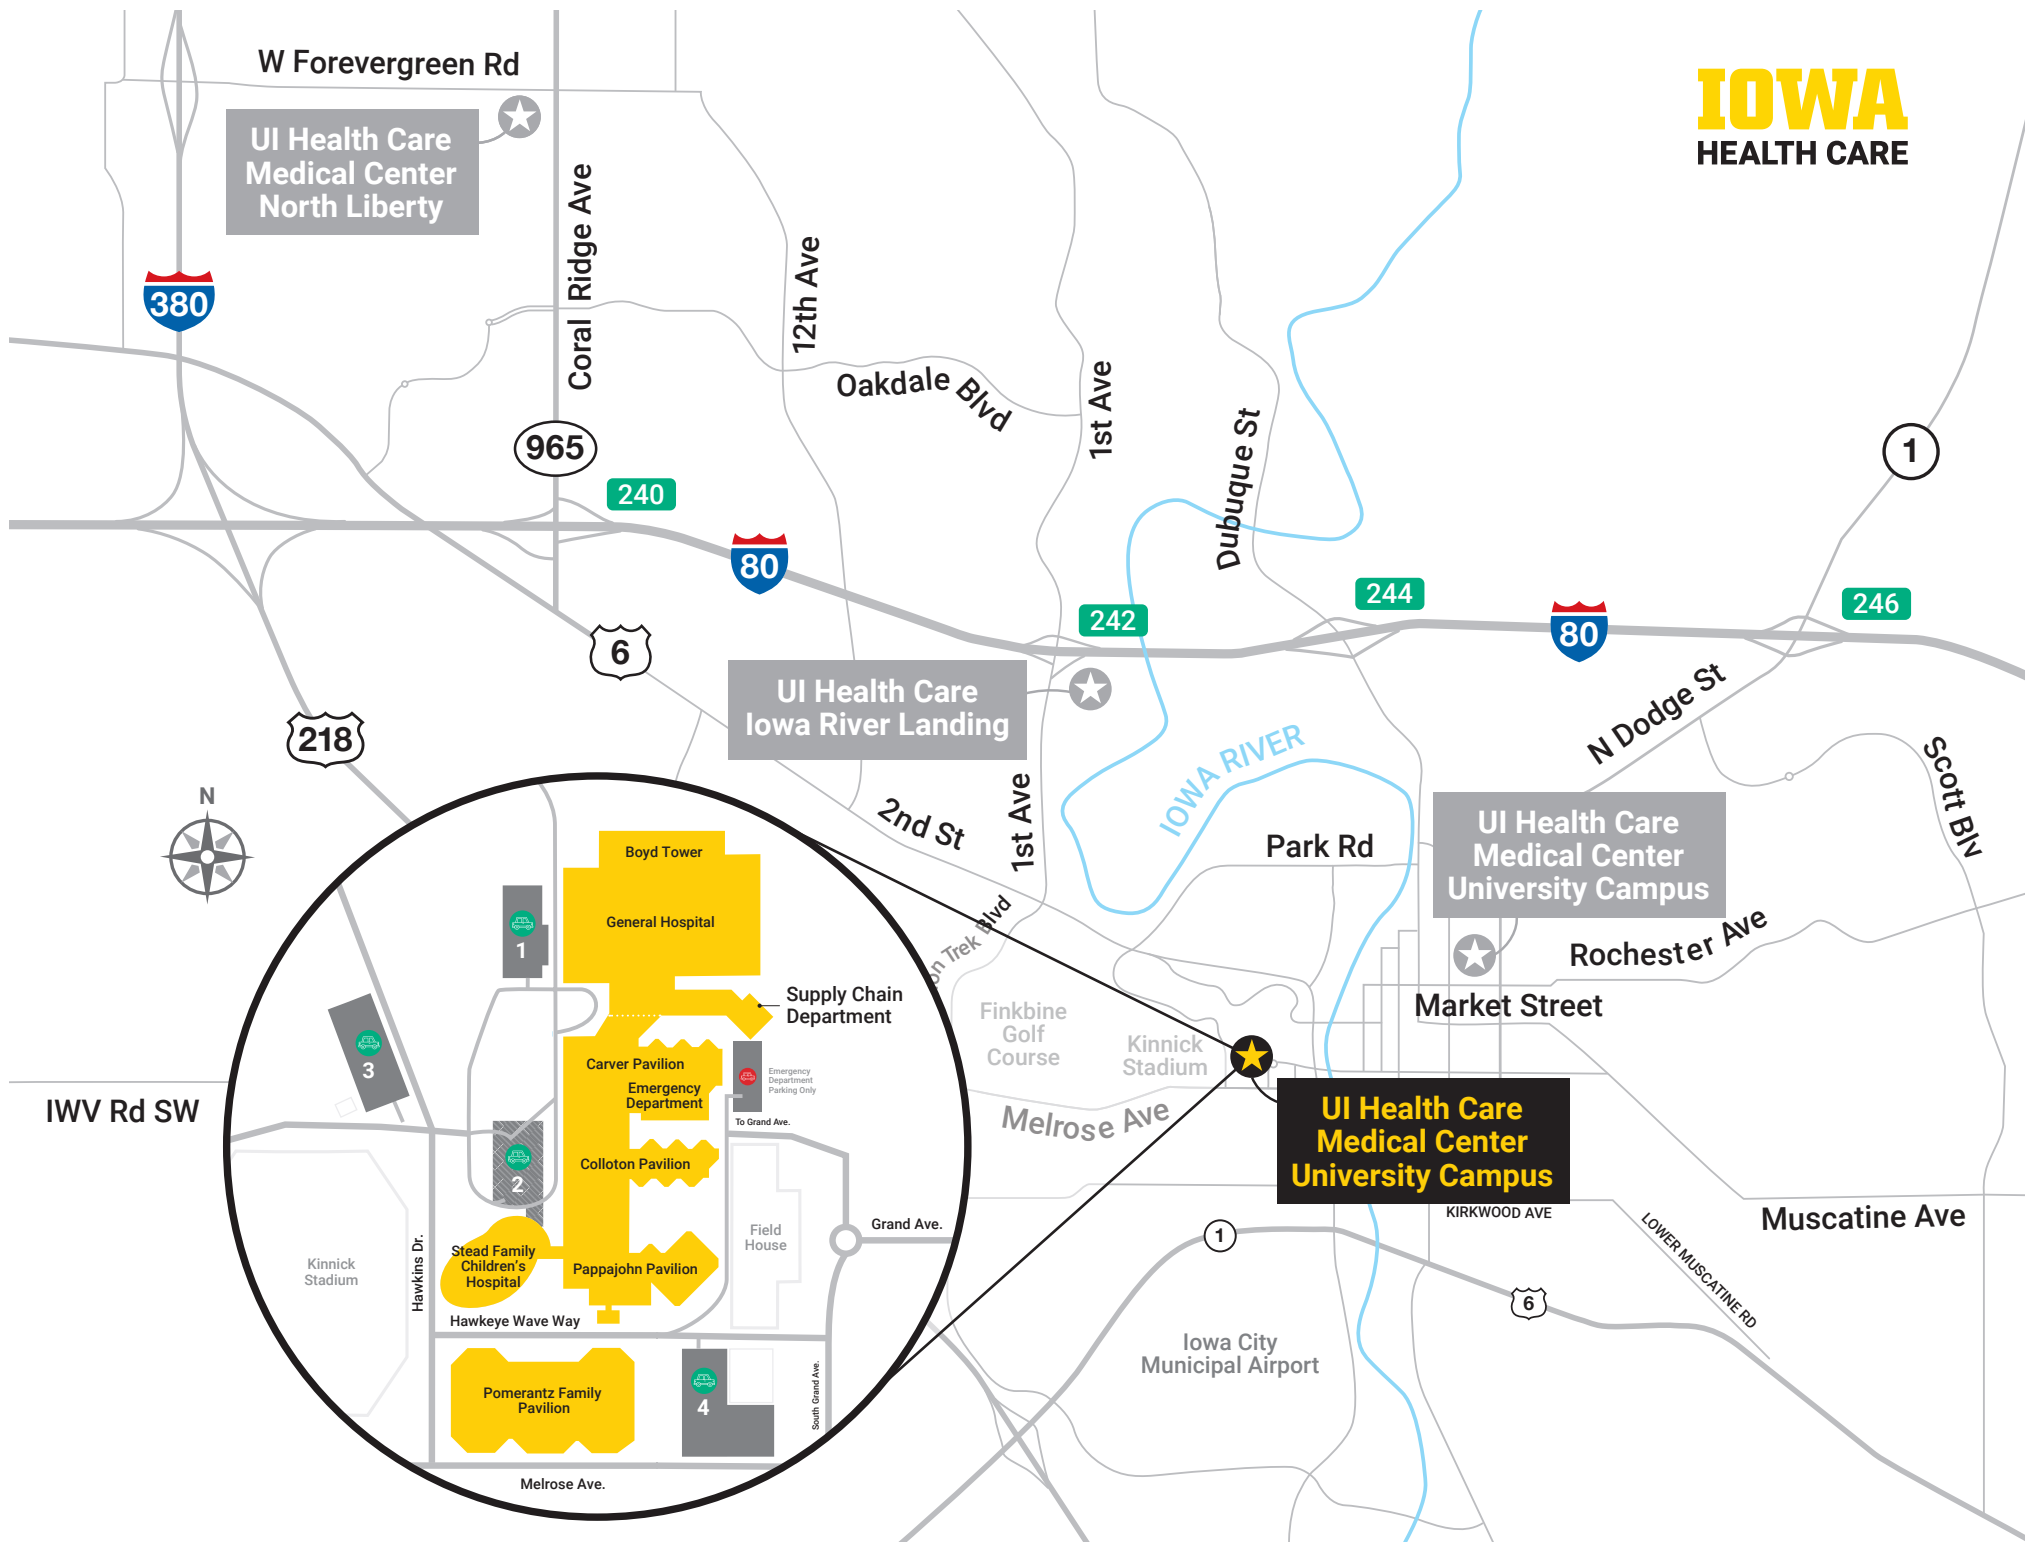 W Forevergreen Rd
IOWA
HEALTH CARE
UI Health Care
Medical Center
North Liberty
Coral Ridge Ave
12th Ave
380
Oakdale Blvd
1st Ave
Dubuque St
965
1
240
80
242
244
80
246
6
UI Health Care
Iowa River Landing
218
N Dodge St
Scott Blv
IOWA RIVER
N
2nd St
1st Ave
Park Rd
UI Health Care
Medical Center
University Campus
Rochester Ave
Market Street
on Trek Blvd
Finkbine
Golf
Course
Kinnick
Stadium
Melrose Ave
IWV Rd SW
UI Health Care
Medical Center
University Campus
KIRKWOOD AVE
LOWER MUSCATINE RD
Muscatine Ave
1
6
Iowa City
Municipal Airport
Boyd Tower
General Hospital
1
Supply Chain
Department
3
Carver Pavilion
Emergency
Department
Emergency
Department
Parking Only
To Grand Ave.
Colloton Pavilion
2
Field
House
Grand Ave.
Stead Family
Children's
Hospital
Pappajohn Pavilion
Kinnick
Stadium
Hawkins Dr.
Hawkeye Wave Way
Pomerantz Family
Pavilion
4
South Grand Ave.
Melrose Ave.